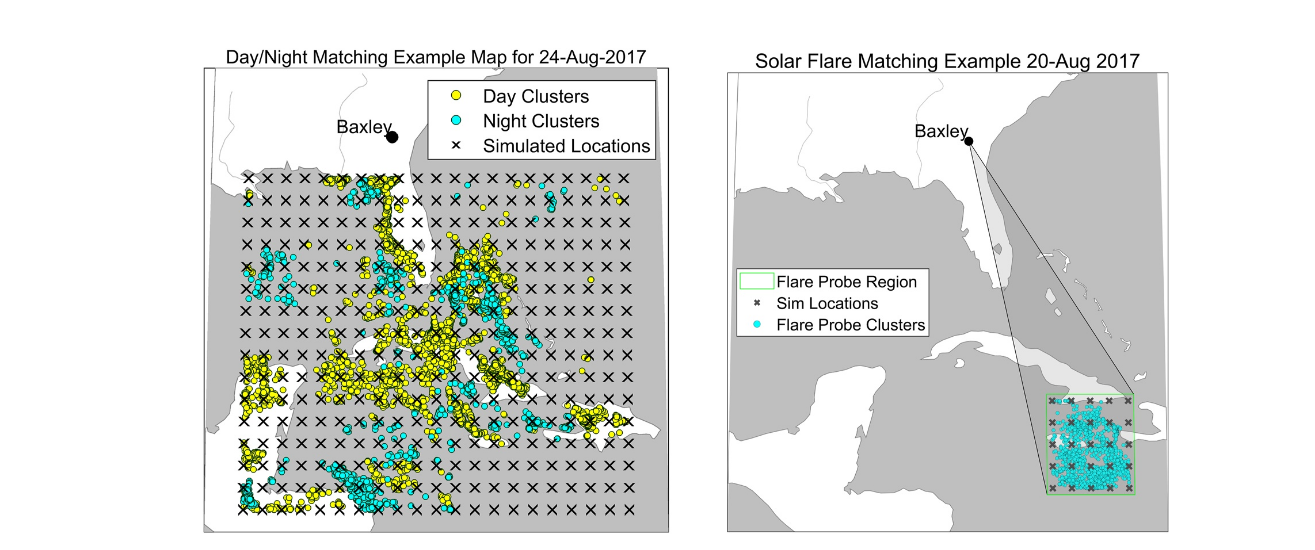 Day/Night Matching Example Map for 24-Aug-2017
Day Clusters
Night Clusters
Simulated Locations
Baxley
Solar Flare Matching Example 20-Aug 2017
Baxley
Flare Probe Region
Sim Locations
Flare Probe Clusters